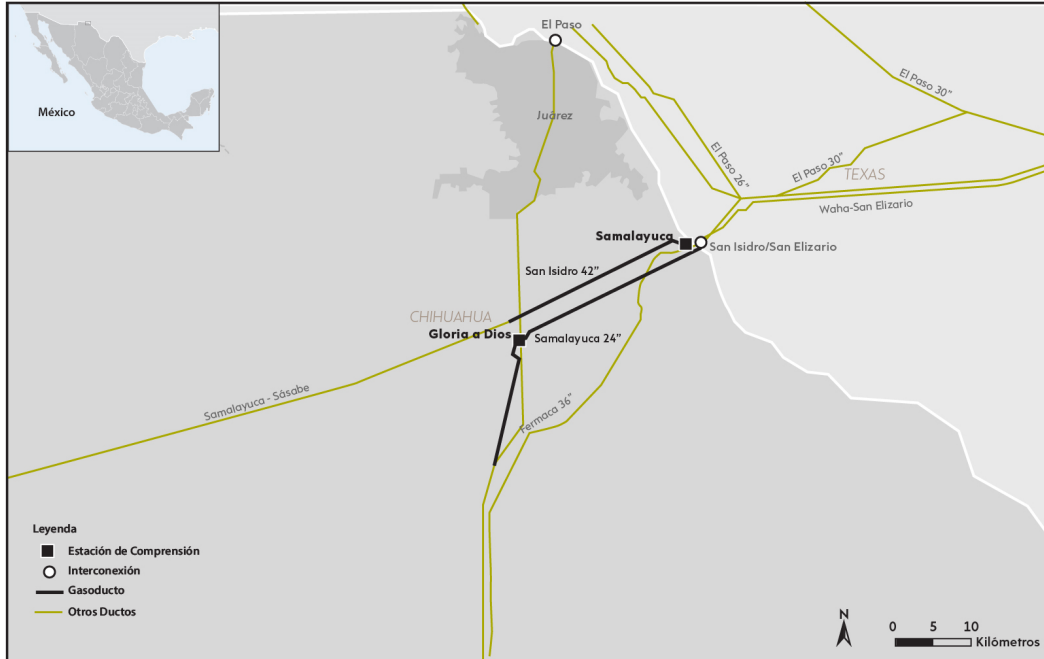 México
El Paso
Juárez
El Paso 30”
El Paso 26”
El Paso 30”
TEXAS
Waha-San Elizario
Samalayuca
San Isidro/San Elizario
San Isidro 42”
CHIHUAHUA
Gloria a Dios
Samalayuca 24”
Samalayuca - Sásabe
Fermaca 36”
Leyenda
Estación de Comprensión
Interconexión
Gasoducto
Otros Ductos
N
0 5 10
Kilómetros